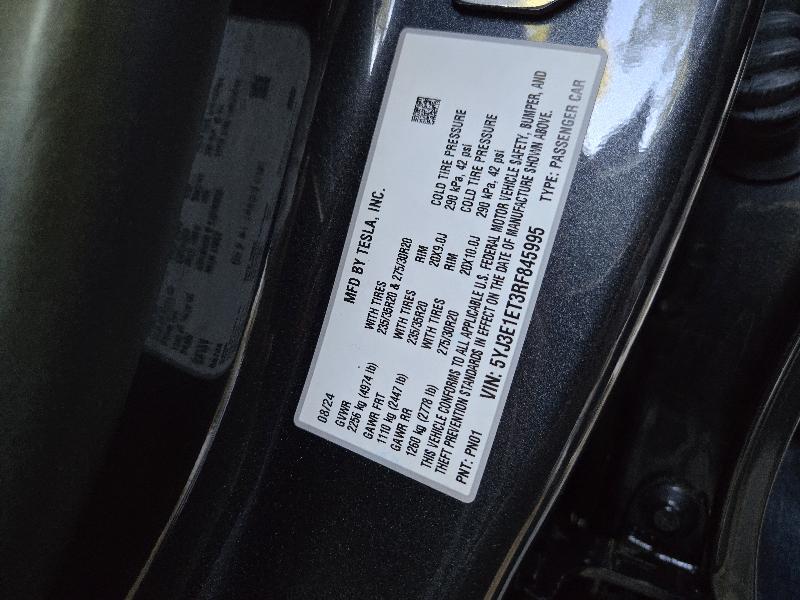 MFD BY TESLA, INC.
08/24
GVWR WITH TIRES
2256 kg (4974 lb) 235/35R20 & 275/30R20
GAWR FRT WITH TIRES RIM COLD TIRE PRESSURE
1110 kg (2447 lb) 235/35R20 20X9.0J 290 kPa, 42 psi
GAWR RR WITH TIRES RIM COLD TIRE PRESSURE
1260 kg (2778 lb) 275/30R20 20X10.0J 290 kPa, 42 psi
THIS VEHICLE CONFORMS TO ALL APPLICABLE U.S. FEDERAL MOTOR VEHICLE SAFETY, BUMPER, AND
THEFT PREVENTION STANDARDS IN EFFECT ON THE DATE OF MANUFACTURE SHOWN ABOVE.
PNT: PN01 VIN: 5YJ3E1ET3RF845995 TYPE: PASSENGER CAR